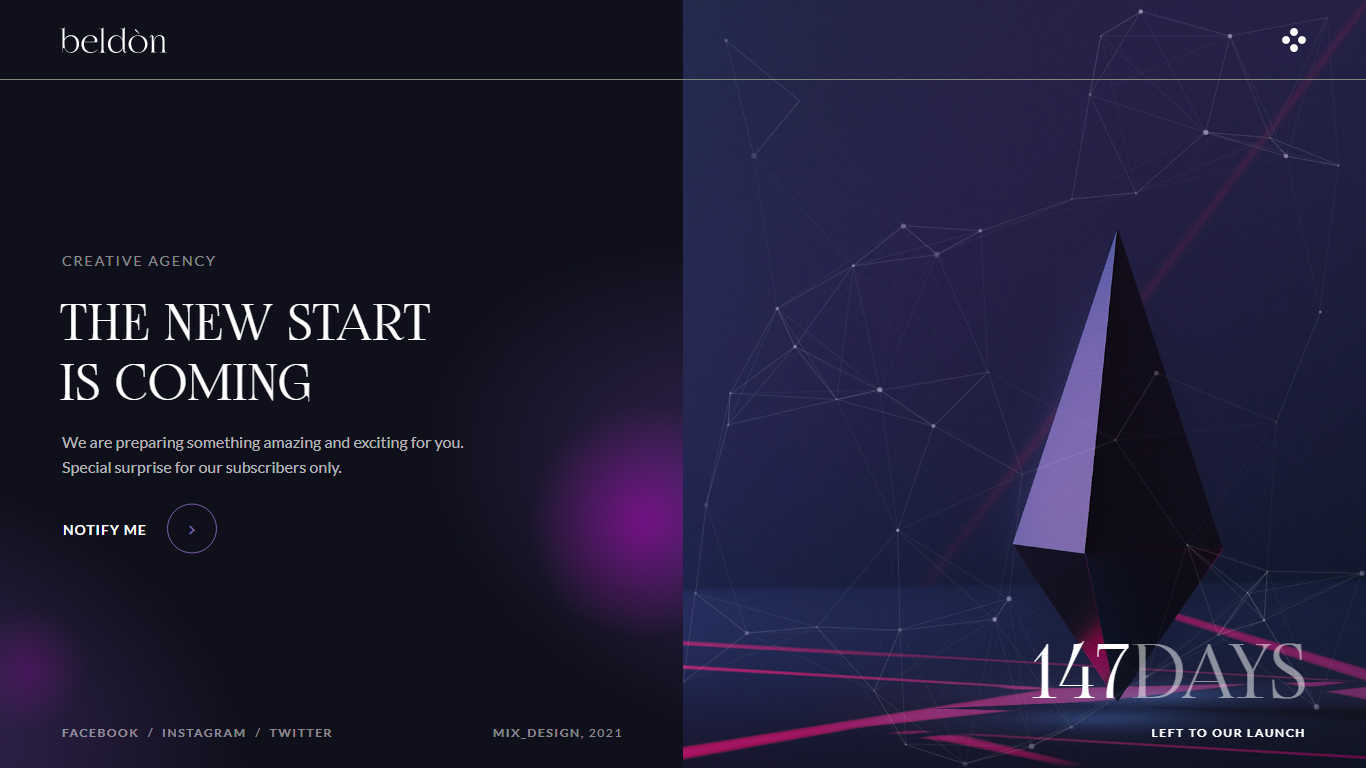 beldòn
CREATIVE AGENCY
THE NEW START
IS COMING
We are preparing something amazing and exciting for you.
Special surprise for our subscribers only.
NOTIFY ME
FACEBOOK / INSTAGRAM / TWITTER
MIX_DESIGN, 2021
147DAYS
LEFT TO OUR LAUNCH